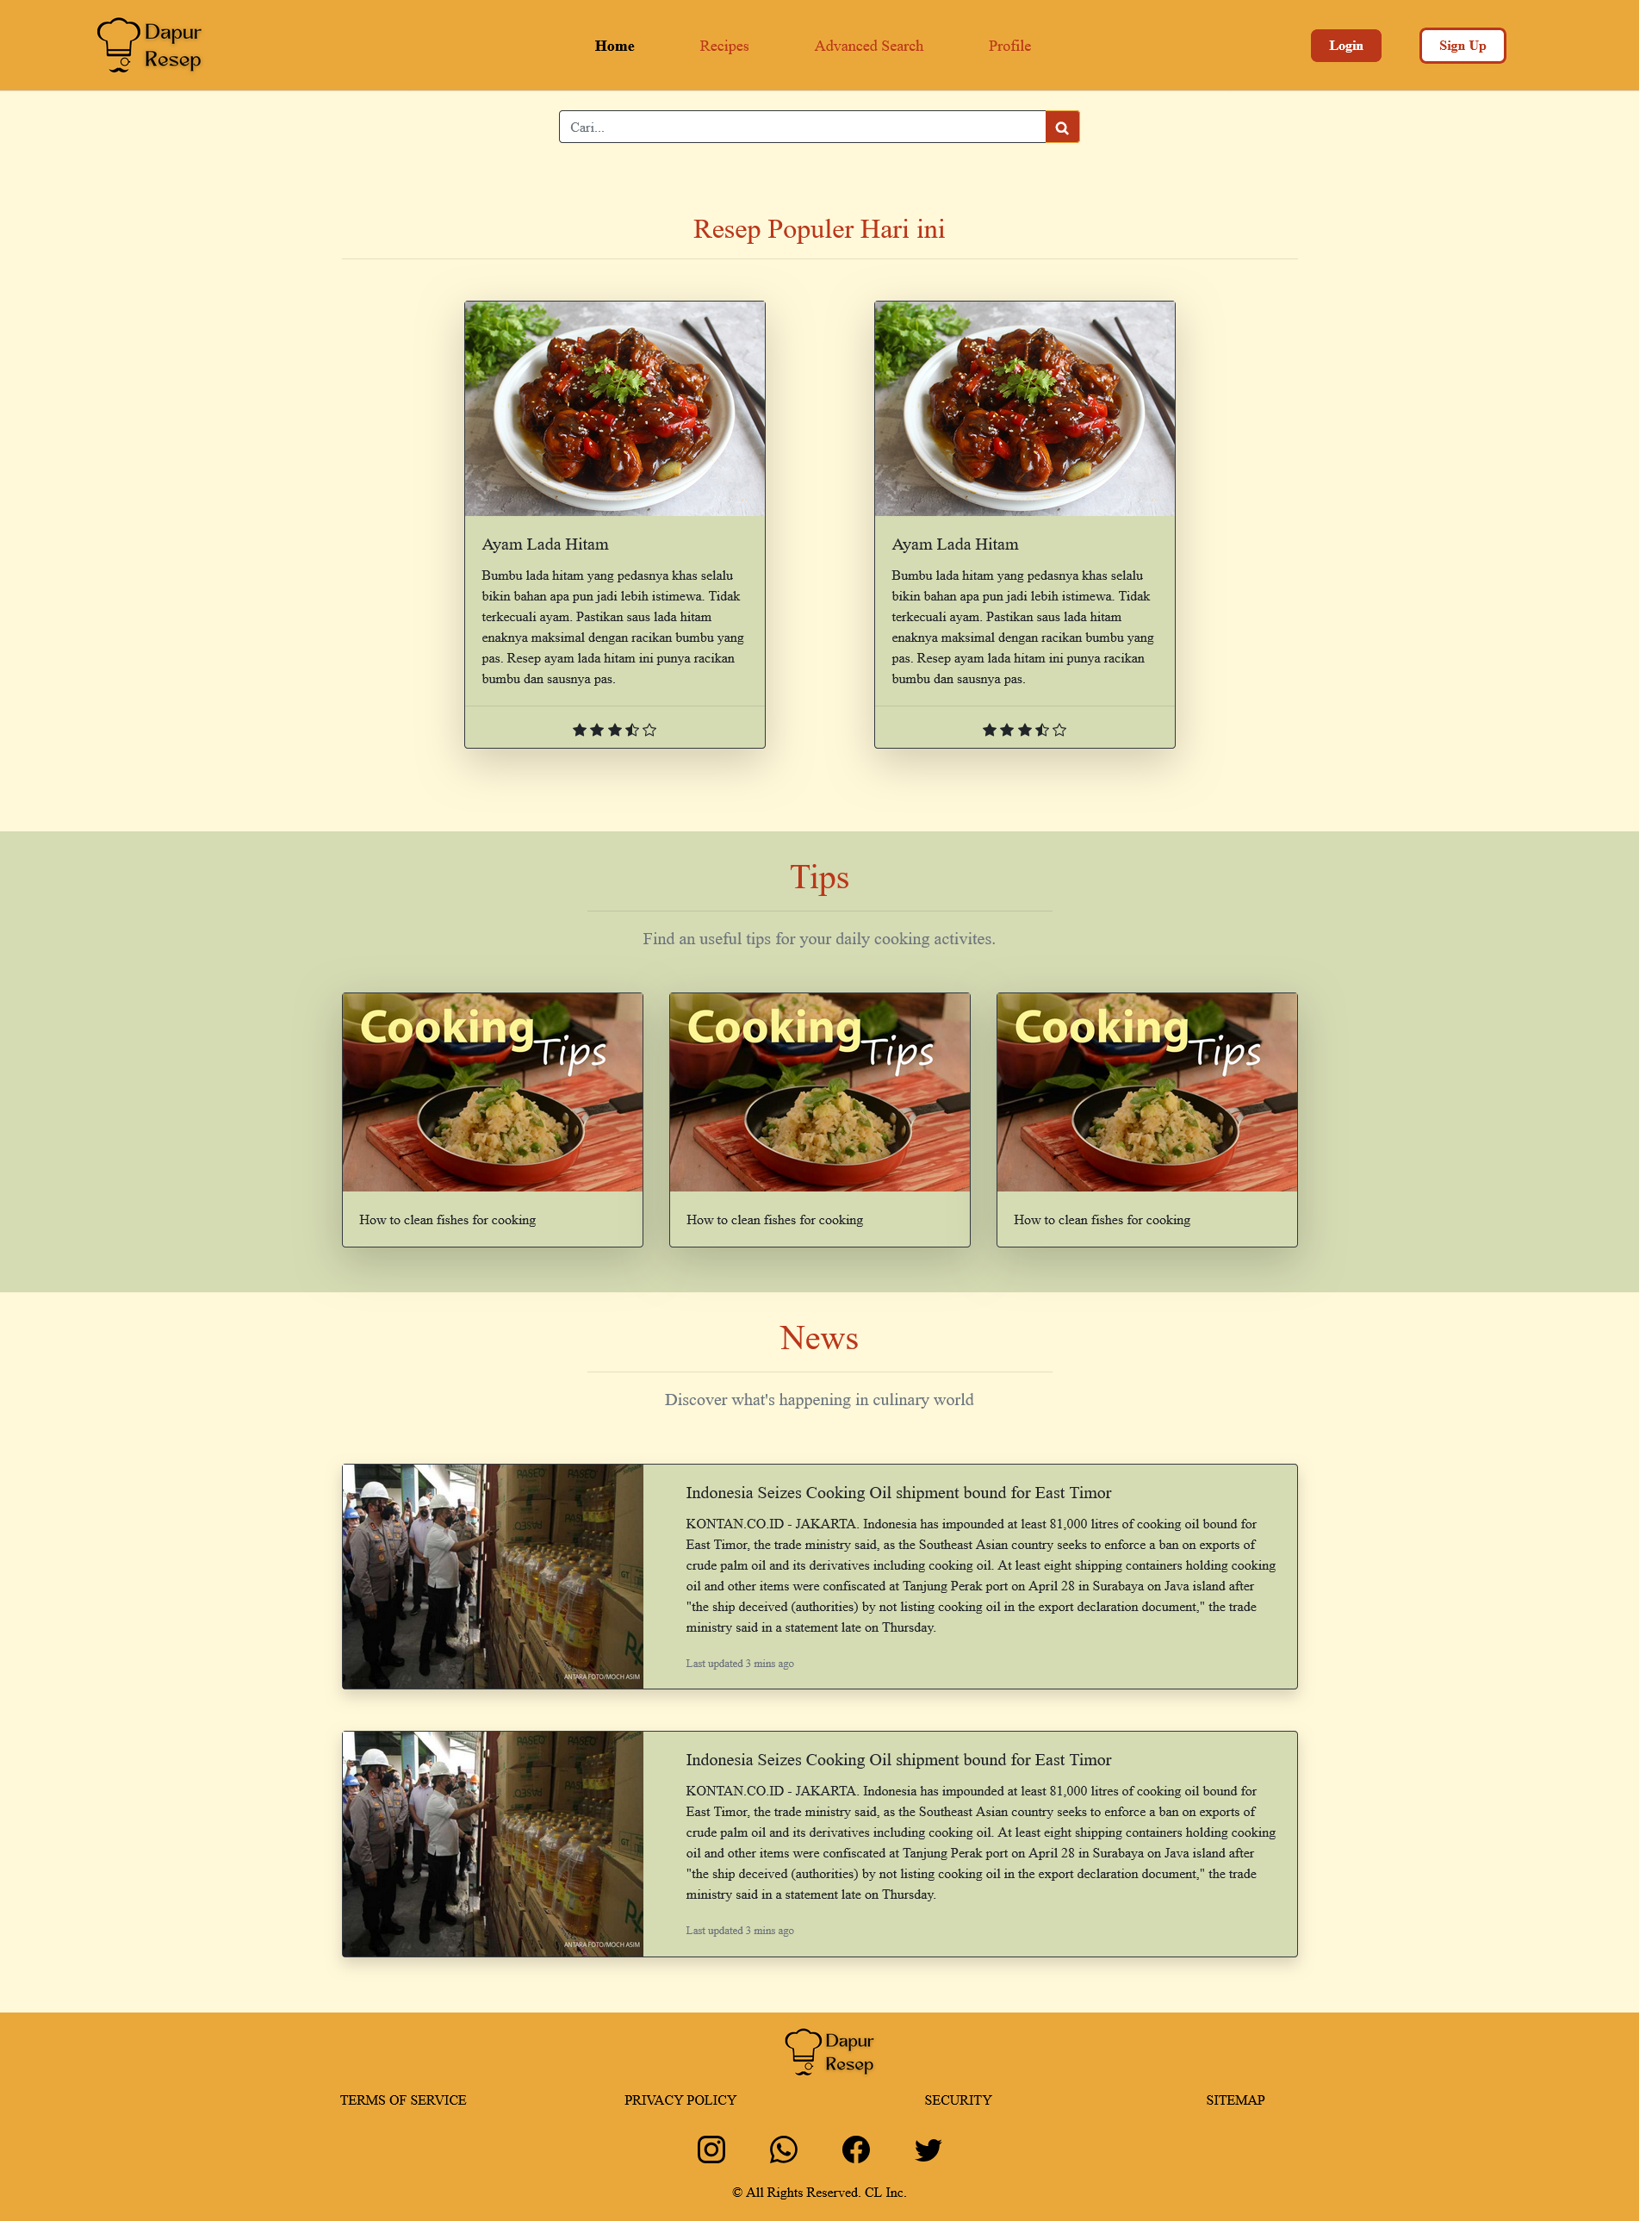 Dapur
Resep
Home Recipes Advanced Search Profile Login Sign Up
Cari...
Resep Populer Hari ini
Ayam Lada Hitam
Bumbu lada hitam yang pedasnya khas selalu
bikin bahan apa pun jadi lebih istimewa. Tidak
terkecuali ayam. Pastikan saus lada hitam
enaknya maksimal dengan racikan bumbu yang
pas. Resep ayam lada hitam ini punya racikan
bumbu dan sausnya pas.
Ayam Lada Hitam
Bumbu lada hitam yang pedasnya khas selalu
bikin bahan apa pun jadi lebih istimewa. Tidak
terkecuali ayam. Pastikan saus lada hitam
enaknya maksimal dengan racikan bumbu yang
pas. Resep ayam lada hitam ini punya racikan
bumbu dan sausnya pas.
Tips
Find an useful tips for your daily cooking activites.
Cooking
Tips
How to clean fishes for cooking
Cooking
Tips
How to clean fishes for cooking
Cooking
Tips
How to clean fishes for cooking
News
Discover what's happening in culinary world
PASEO PASEO
GT
ANTARA FOTO/MOCH ASIM
Indonesia Seizes Cooking Oil shipment bound for East Timor
KONTAN.CO.ID - JAKARTA. Indonesia has impounded at least 81,000 litres of cooking oil bound for
East Timor, the trade ministry said, as the Southeast Asian country seeks to enforce a ban on exports of
crude palm oil and its derivatives including cooking oil. At least eight shipping containers holding cooking
oil and other items were confiscated at Tanjung Perak port on April 28 in Surabaya on Java island after
"the ship deceived (authorities) by not listing cooking oil in the export declaration document," the trade
ministry said in a statement late on Thursday.
Last updated 3 mins ago
PASEO PASEO
GT
ANTARA FOTO/MOCH ASIM
Indonesia Seizes Cooking Oil shipment bound for East Timor
KONTAN.CO.ID - JAKARTA. Indonesia has impounded at least 81,000 litres of cooking oil bound for
East Timor, the trade ministry said, as the Southeast Asian country seeks to enforce a ban on exports of
crude palm oil and its derivatives including cooking oil. At least eight shipping containers holding cooking
oil and other items were confiscated at Tanjung Perak port on April 28 in Surabaya on Java island after
"the ship deceived (authorities) by not listing cooking oil in the export declaration document," the trade
ministry said in a statement late on Thursday.
Last updated 3 mins ago
Dapur
Resep
TERMS OF SERVICE PRIVACY POLICY SECURITY SITEMAP
© All Rights Reserved. CL Inc.